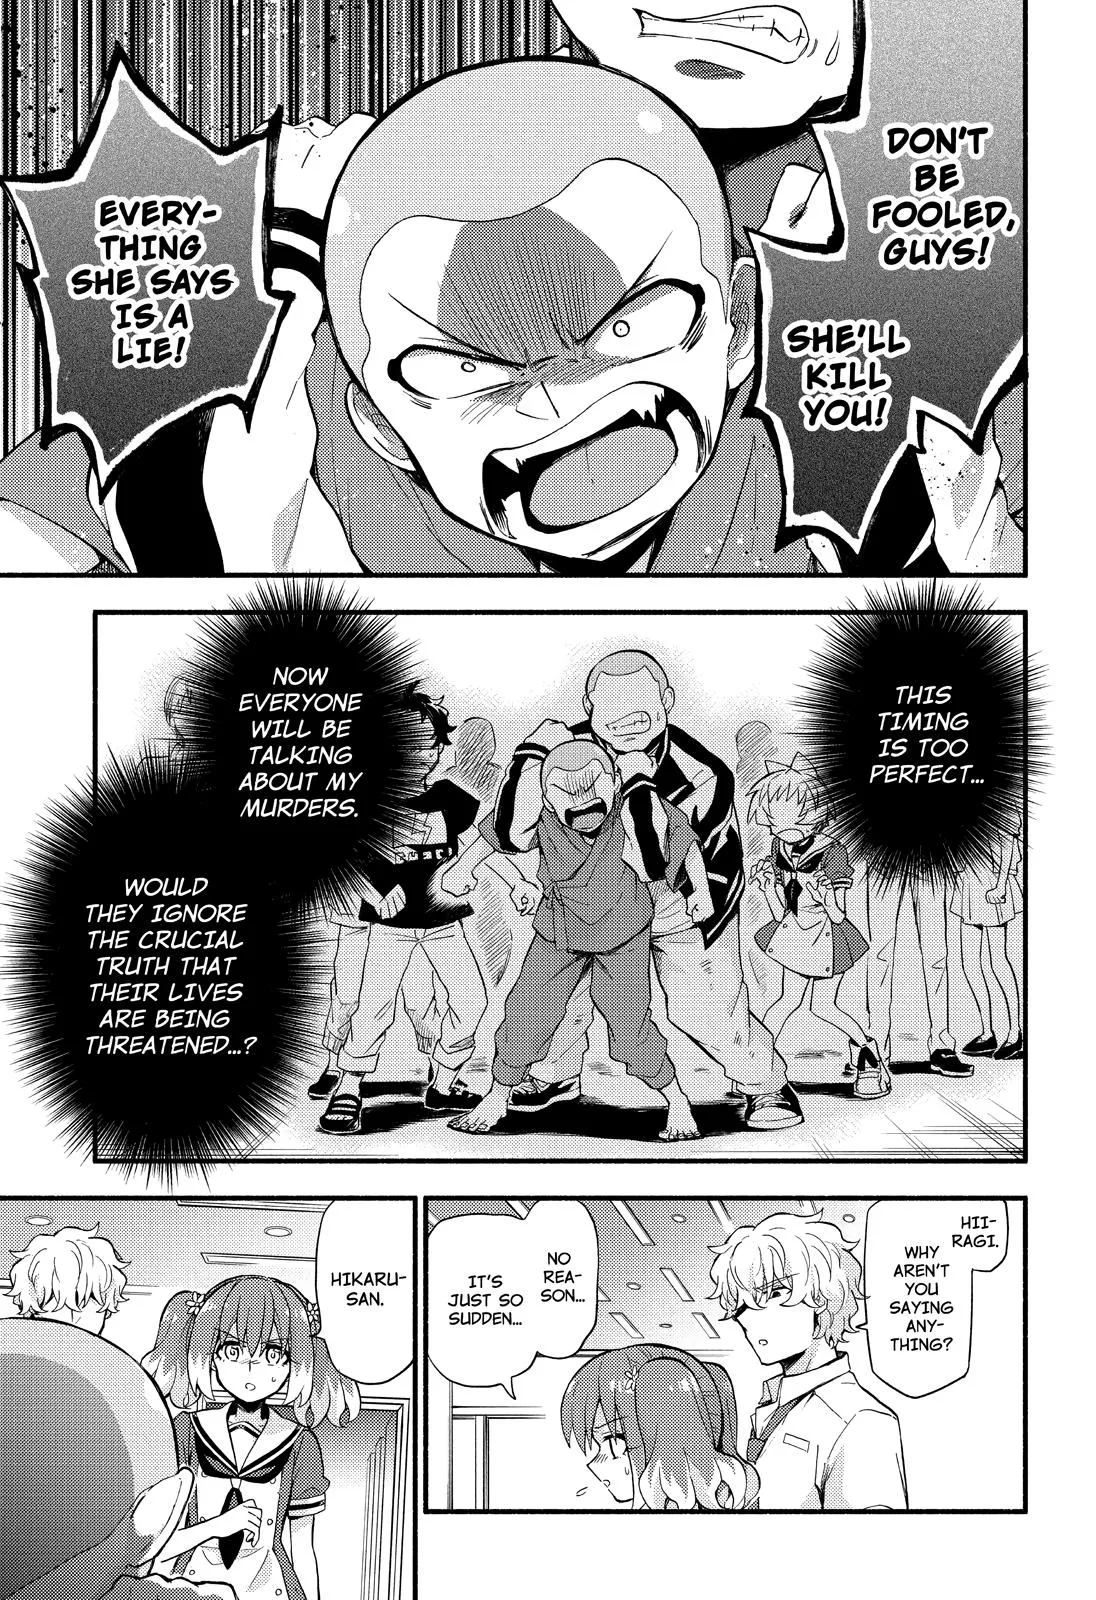 DON'T
BE
FOOLED,
GUYS!
SHE'LL
KILL
YOU!
EVERY-
THING
SHE SAYS
IS A
LIE!
THIS
TIMING
IS TOO
PERFECT...
NOW
EVERYONE
WILL BE
TALKING
ABOUT MY
MURDERS.
WOULD
THEY IGNORE
THE CRUCIAL
TRUTH THAT
THEIR LIVES
ARE BEING
THREATENED...?
HII-
RAGI.
WHY
AREN'T
YOU
SAYING
ANY-
THING?
NO
REA-
SON...
IT'S
JUST SO
SUDDEN...
HIKARU-
SAN.